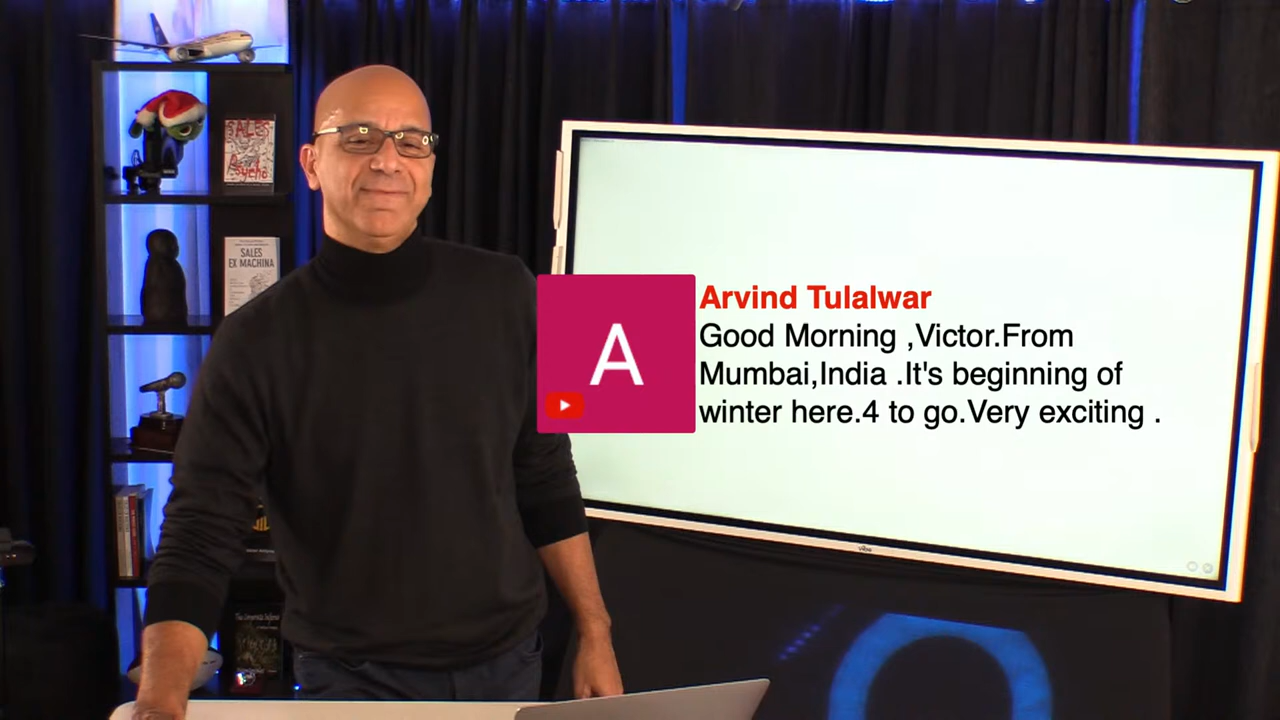 SALES
Psycho
SALES
EX MACHINA
A
Arvind Tulalwar
Good Morning ,Victor.From
Mumbai,India .It's beginning of
winter here.4 to go.Very exciting .
vibe